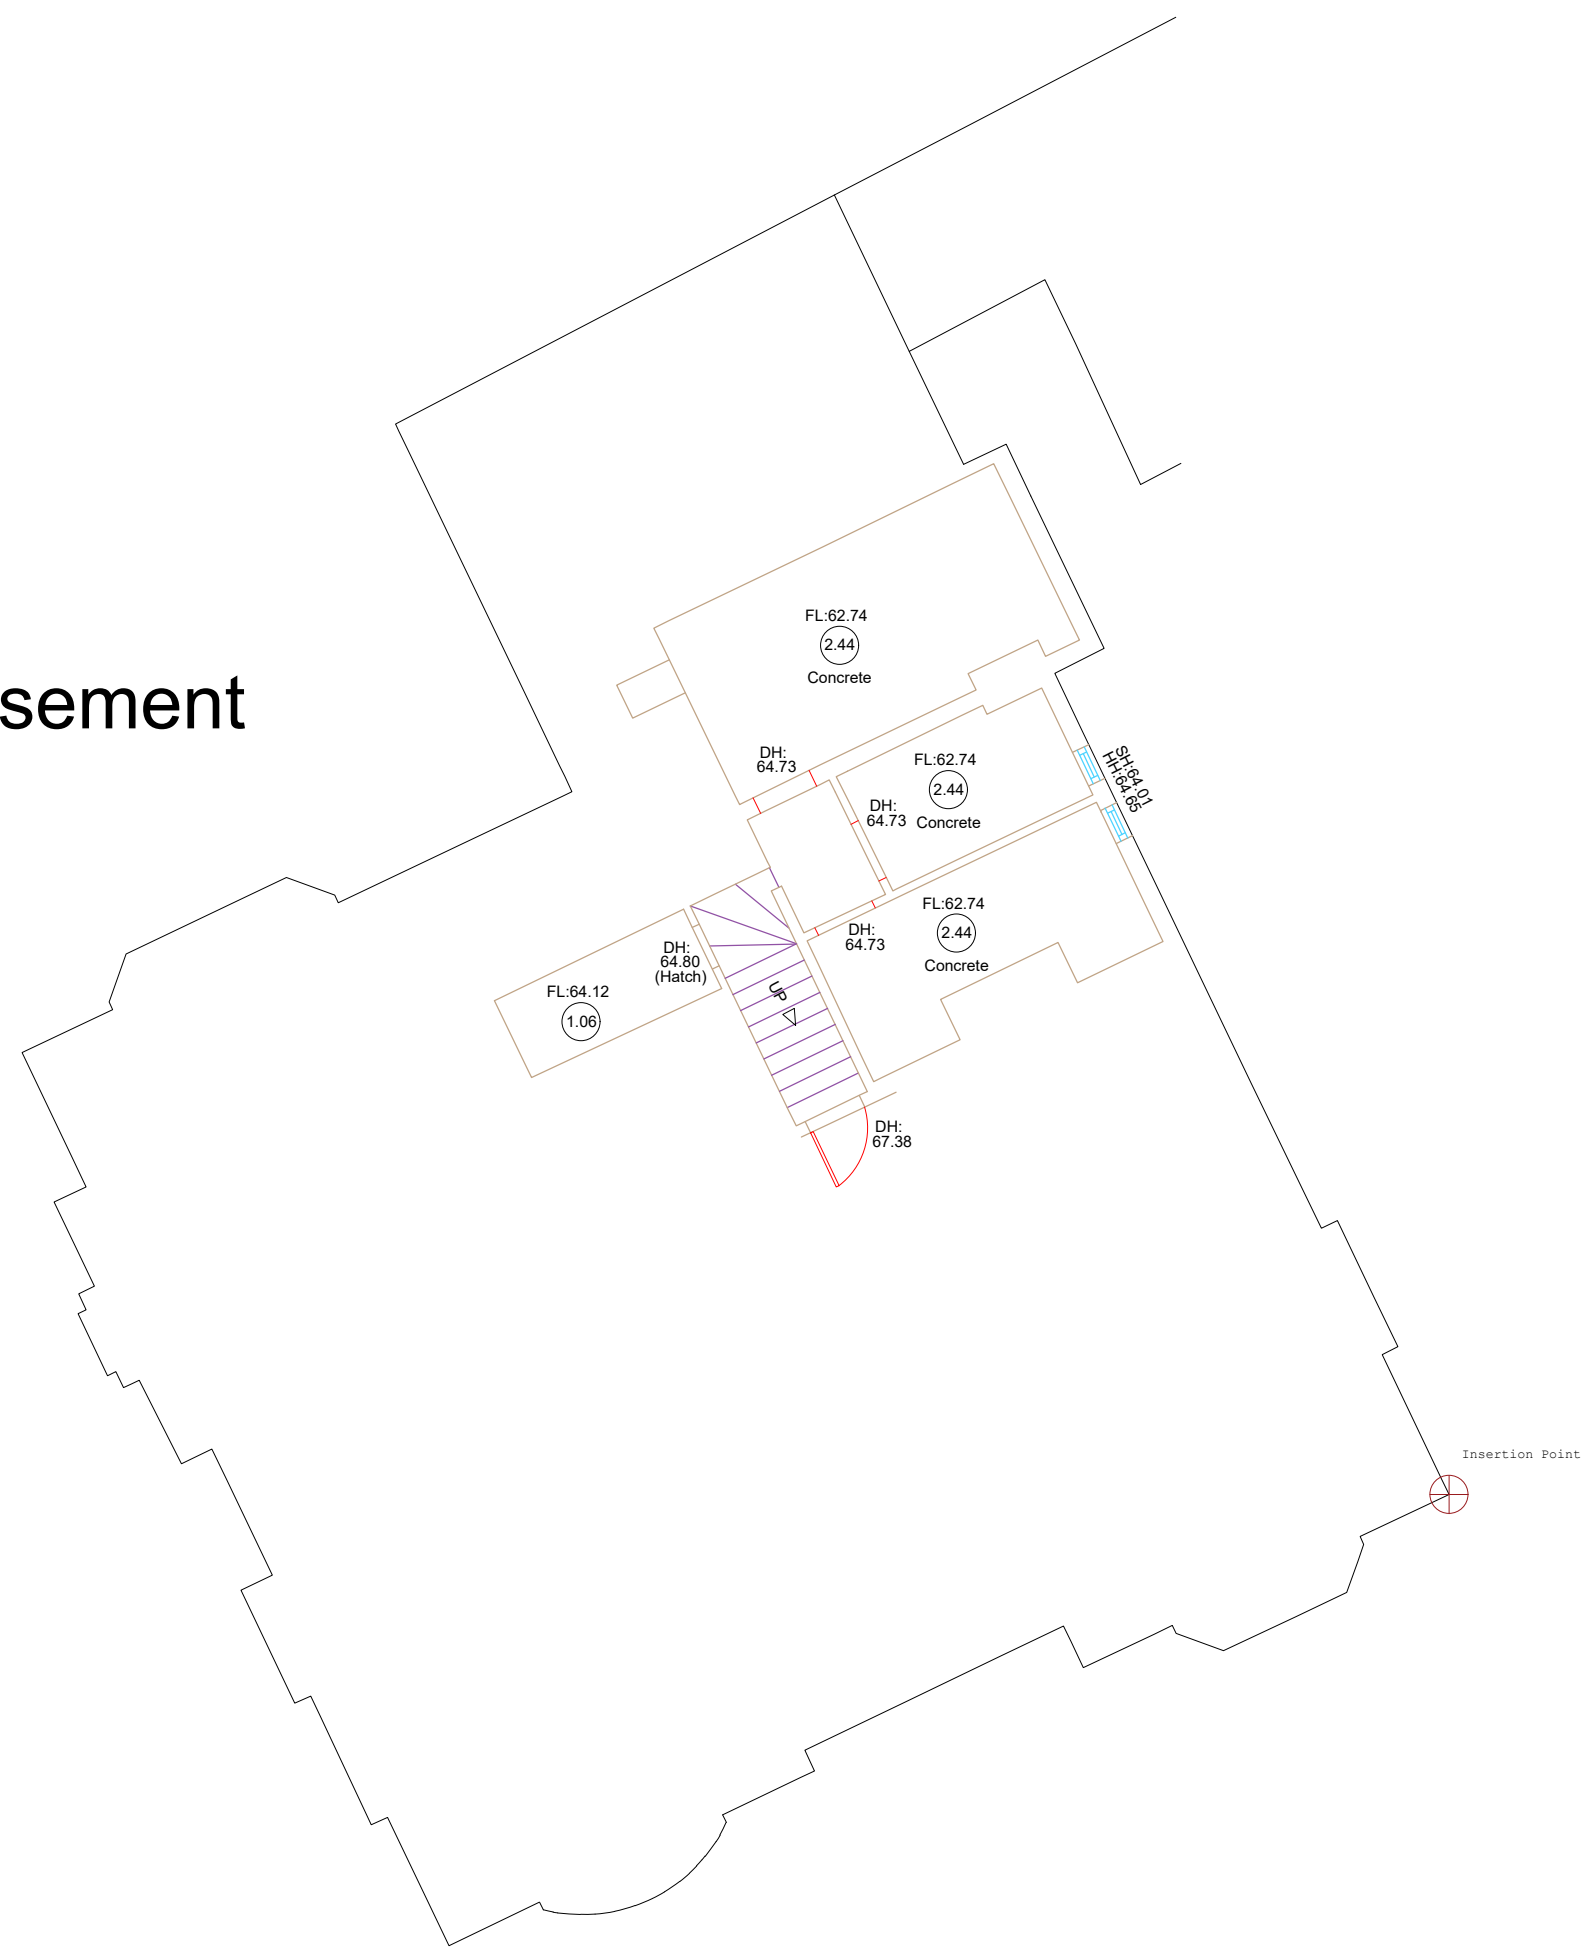 FL:62.74
2.44
Concrete
sement
DH:
64.73
FL:62.74
2.44
Concrete
SH:64.01
HH:64.65
DH:
64.73
FL:62.74
2.44
Concrete
DH:
64.73
DH:
64.80
(Hatch)
FL:64.12
1.06
UP
DH:
67.38
Insertion Point